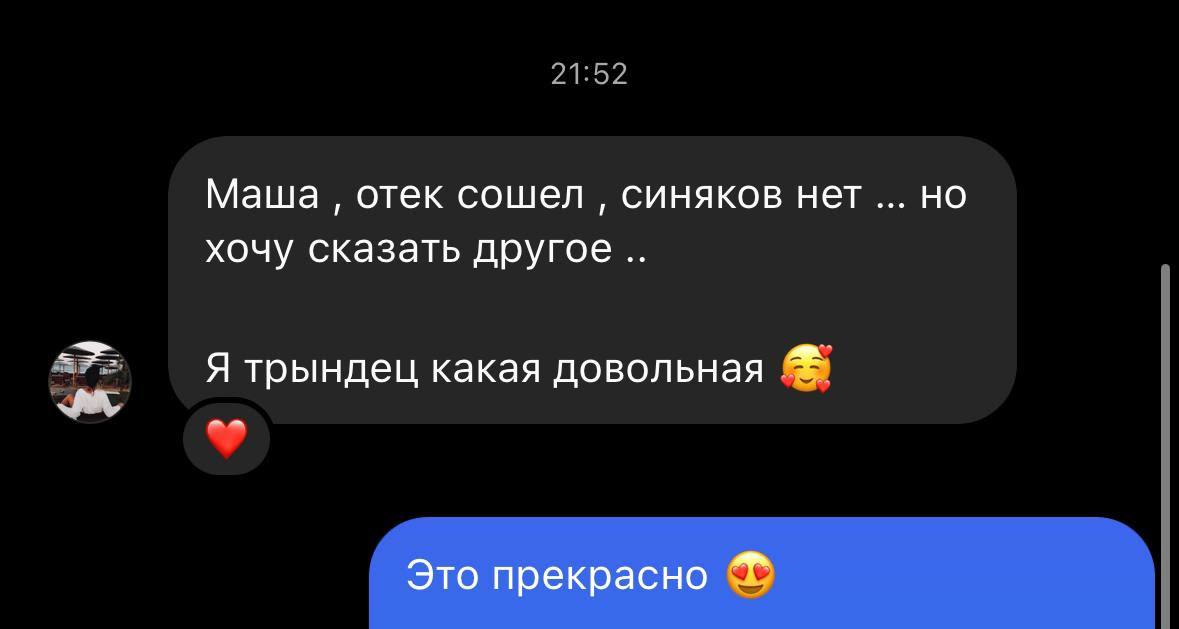 21:52
Маша , отек сошел , синяков нет ... но
хочу сказать другое ..
Я трындец какая довольная 🥰
❤️
Это прекрасно 😍